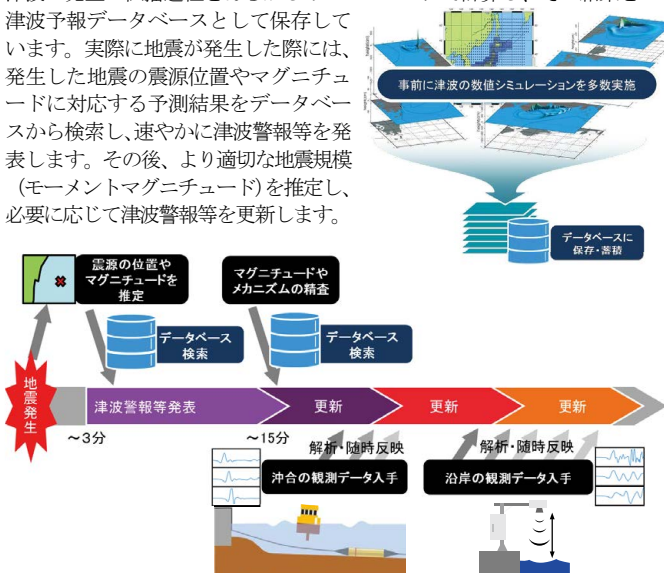 津波予報データベースとして保存して
います。実際に地震が発生した際には、
発生した地震の震源位置やマグニチュ
ードに対応する予測結果をデータベー
スから検索し、速やかに津波警報等を発
表します。その後、より適切な地震規模
（モーメントマグニチュード）を推定し、
必要に応じて津波警報等を更新します。
事前に津波の数値シミュレーションを多数実施
データベースに
保存・蓄積
震源の位置や
マグニチュードを
推定
マグニチュードや
メカニズムの精査
データベース
検索
データベース
検索
地震発生
津波警報等発表
更新
更新
更新
～3分
～15分
解析・随時反映
解析・随時反映
沖合の観測データ入手
沿岸の観測データ入手